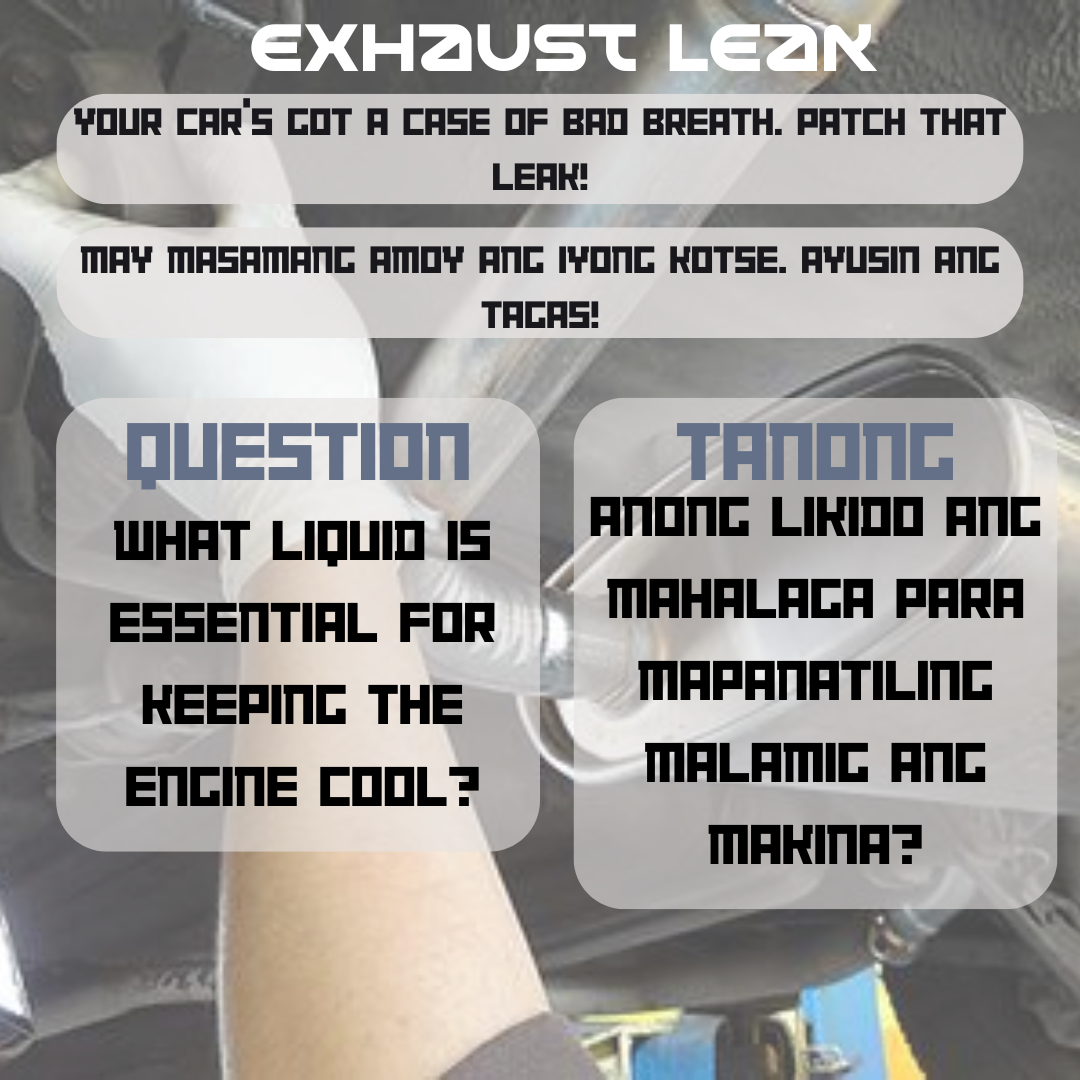 EXHAUST LEAK
YOUR CAR'S GOT A CASE OF BAD BREATH. PATCH THAT
LEAK!
MAY MASAMANG AMOY ANG IYONG KOTSE. AYUSIN ANG
TAGAS!
QUESTION
WHAT LIQUID IS
ESSENTIAL FOR
KEEPING THE
ENGINE COOL?
TANONG
ANONG LIKIDO ANG
MAHALAGA PARA
MAPANATILING
MALAMIG ANG
MAKINA?